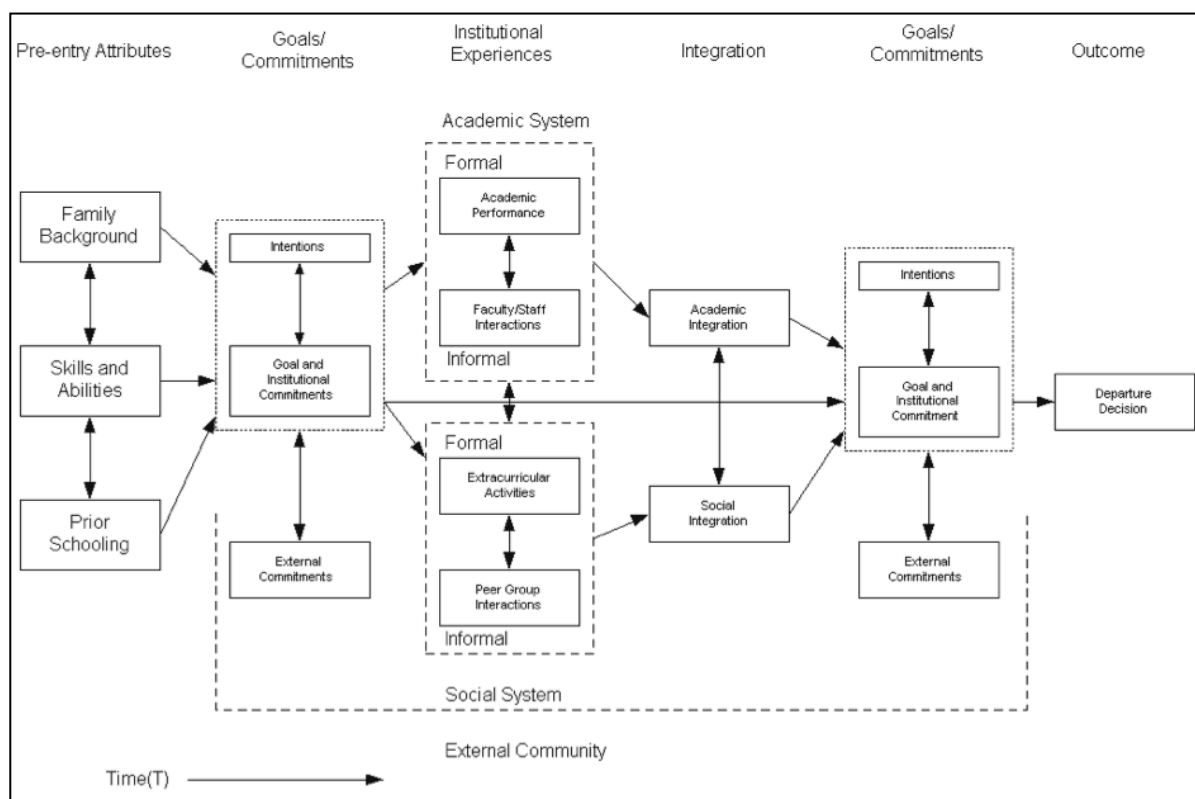 Pre-entry Attributes
Goals/
Commitments
Institutional
Experiences
Integration
Goals/
Commitments
Outcome
Academic System
Formal
Academic
Performance
Faculty/Staff
Interactions
Informal
Family
Background
Skills and
Abilities
Prior
Schooling
Intentions
Goal and
Institutional
Commitments
External
Commitments
Formal
Extracurricular
Activities
Peer Group
Interactions
Informal
Social System
Academic
Integration
Social
Integration
Intentions
Goal and
Institutional
Commitment
External
Commitments
Departure
Decision
External Community
Time(T)